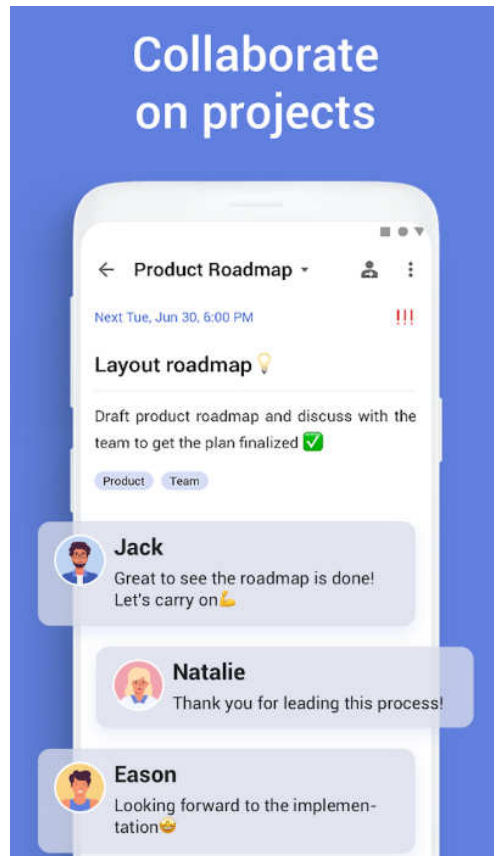 Collaborate
on projects
Product Roadmap
Next Tue, Jun 30, 6:00 PM
!!!
Layout roadmap💡
Draft product roadmap and discuss with the
team to get the plan finalized ✅
Product Team
Jack
Great to see the roadmap is done!
Let's carry on💪
Natalie
Thank you for leading this process!
Eason
Looking forward to the implemen-
tation🤩